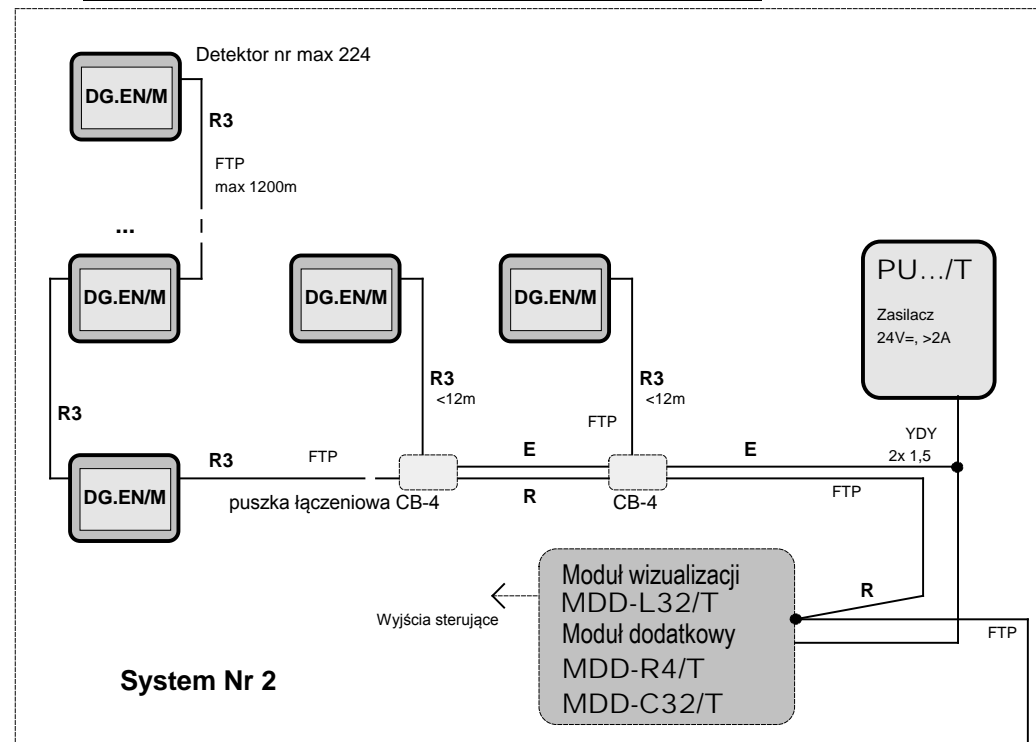 Detektor nr max 224
DG.EN/M
R3
FTP
max 1200m
...
DG.EN/M
DG.EN/M
DG.EN/M
PU.../T
Zasilacz
24V=, >2A
R3
<12m
R3
<12m
R3
FTP
YDY
2x 1,5
R3
FTP
E
E
DG.EN/M
puszka łączeniowa CB-4
R
CB-4
FTP
Moduł wizualizacji
MDD-L32/T
Moduł dodatkowy
MDD-R4/T
MDD-C32/T
R
Wyjścia sterujące
FTP
System Nr 2